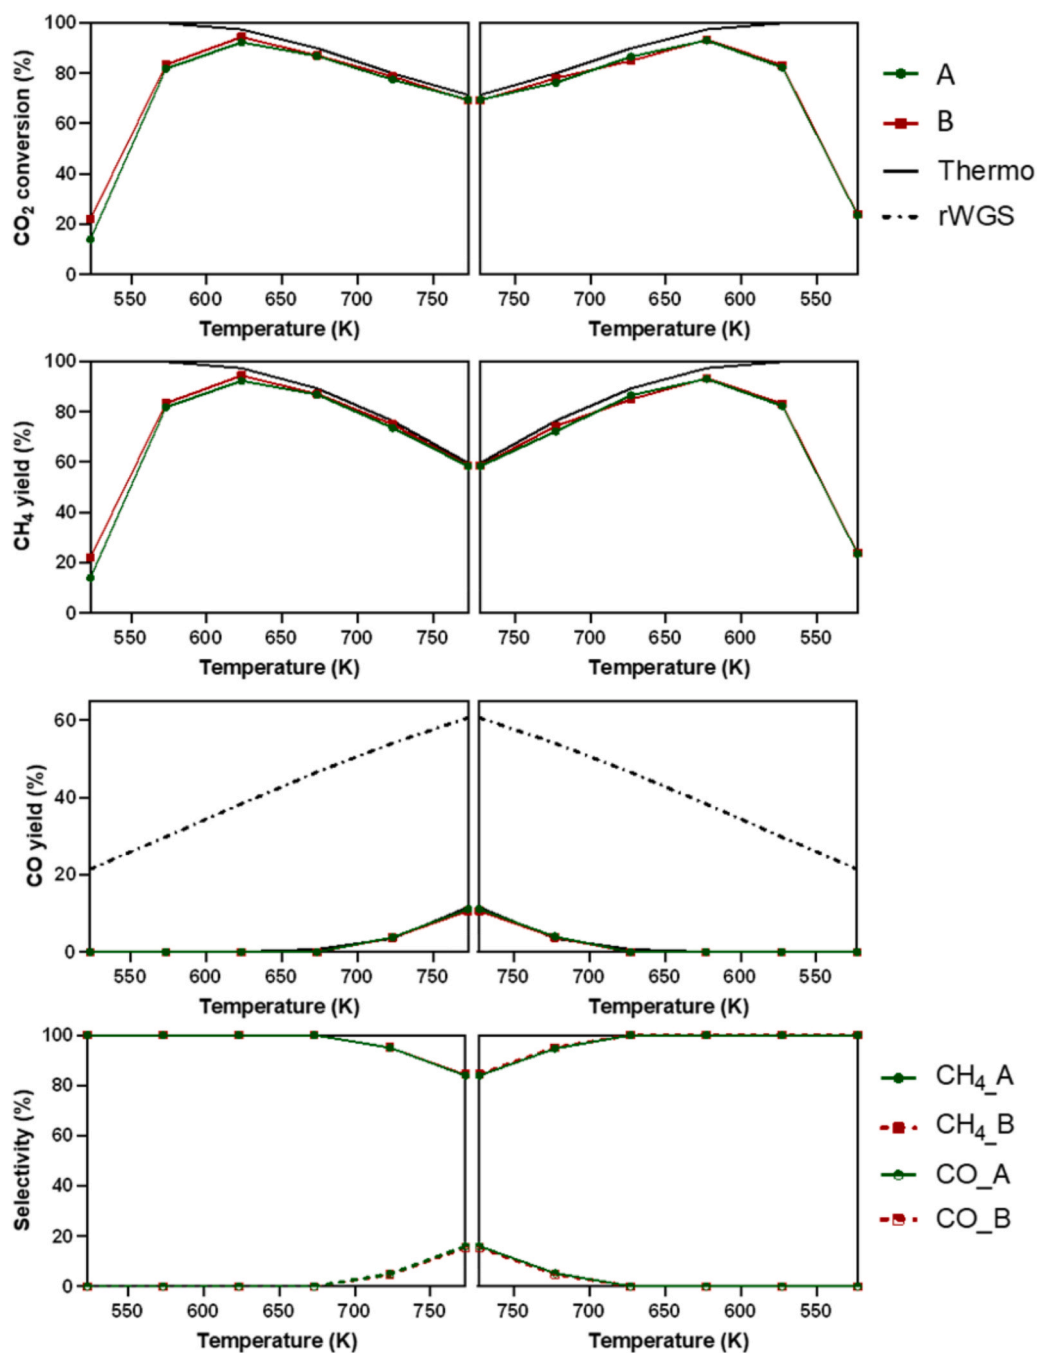 CO₂ conversion (%)
100
80
60
40
20
0
550 600 650 700 750
750 700 650 600 550
Temperature (K)
Temperature (K)
A
B
Thermo
rWGS
CH₄ yield (%)
100
80
60
40
20
0
550 600 650 700 750
750 700 650 600 550
Temperature (K)
Temperature (K)
CO yield (%)
60
40
20
0
550 600 650 700 750
750 700 650 600 550
Temperature (K)
Temperature (K)
Selectivity (%)
100
80
60
40
20
0
550 600 650 700 750
750 700 650 600 550
Temperature (K)
Temperature (K)
CH₄_A
CH₄_B
CO_A
CO_B